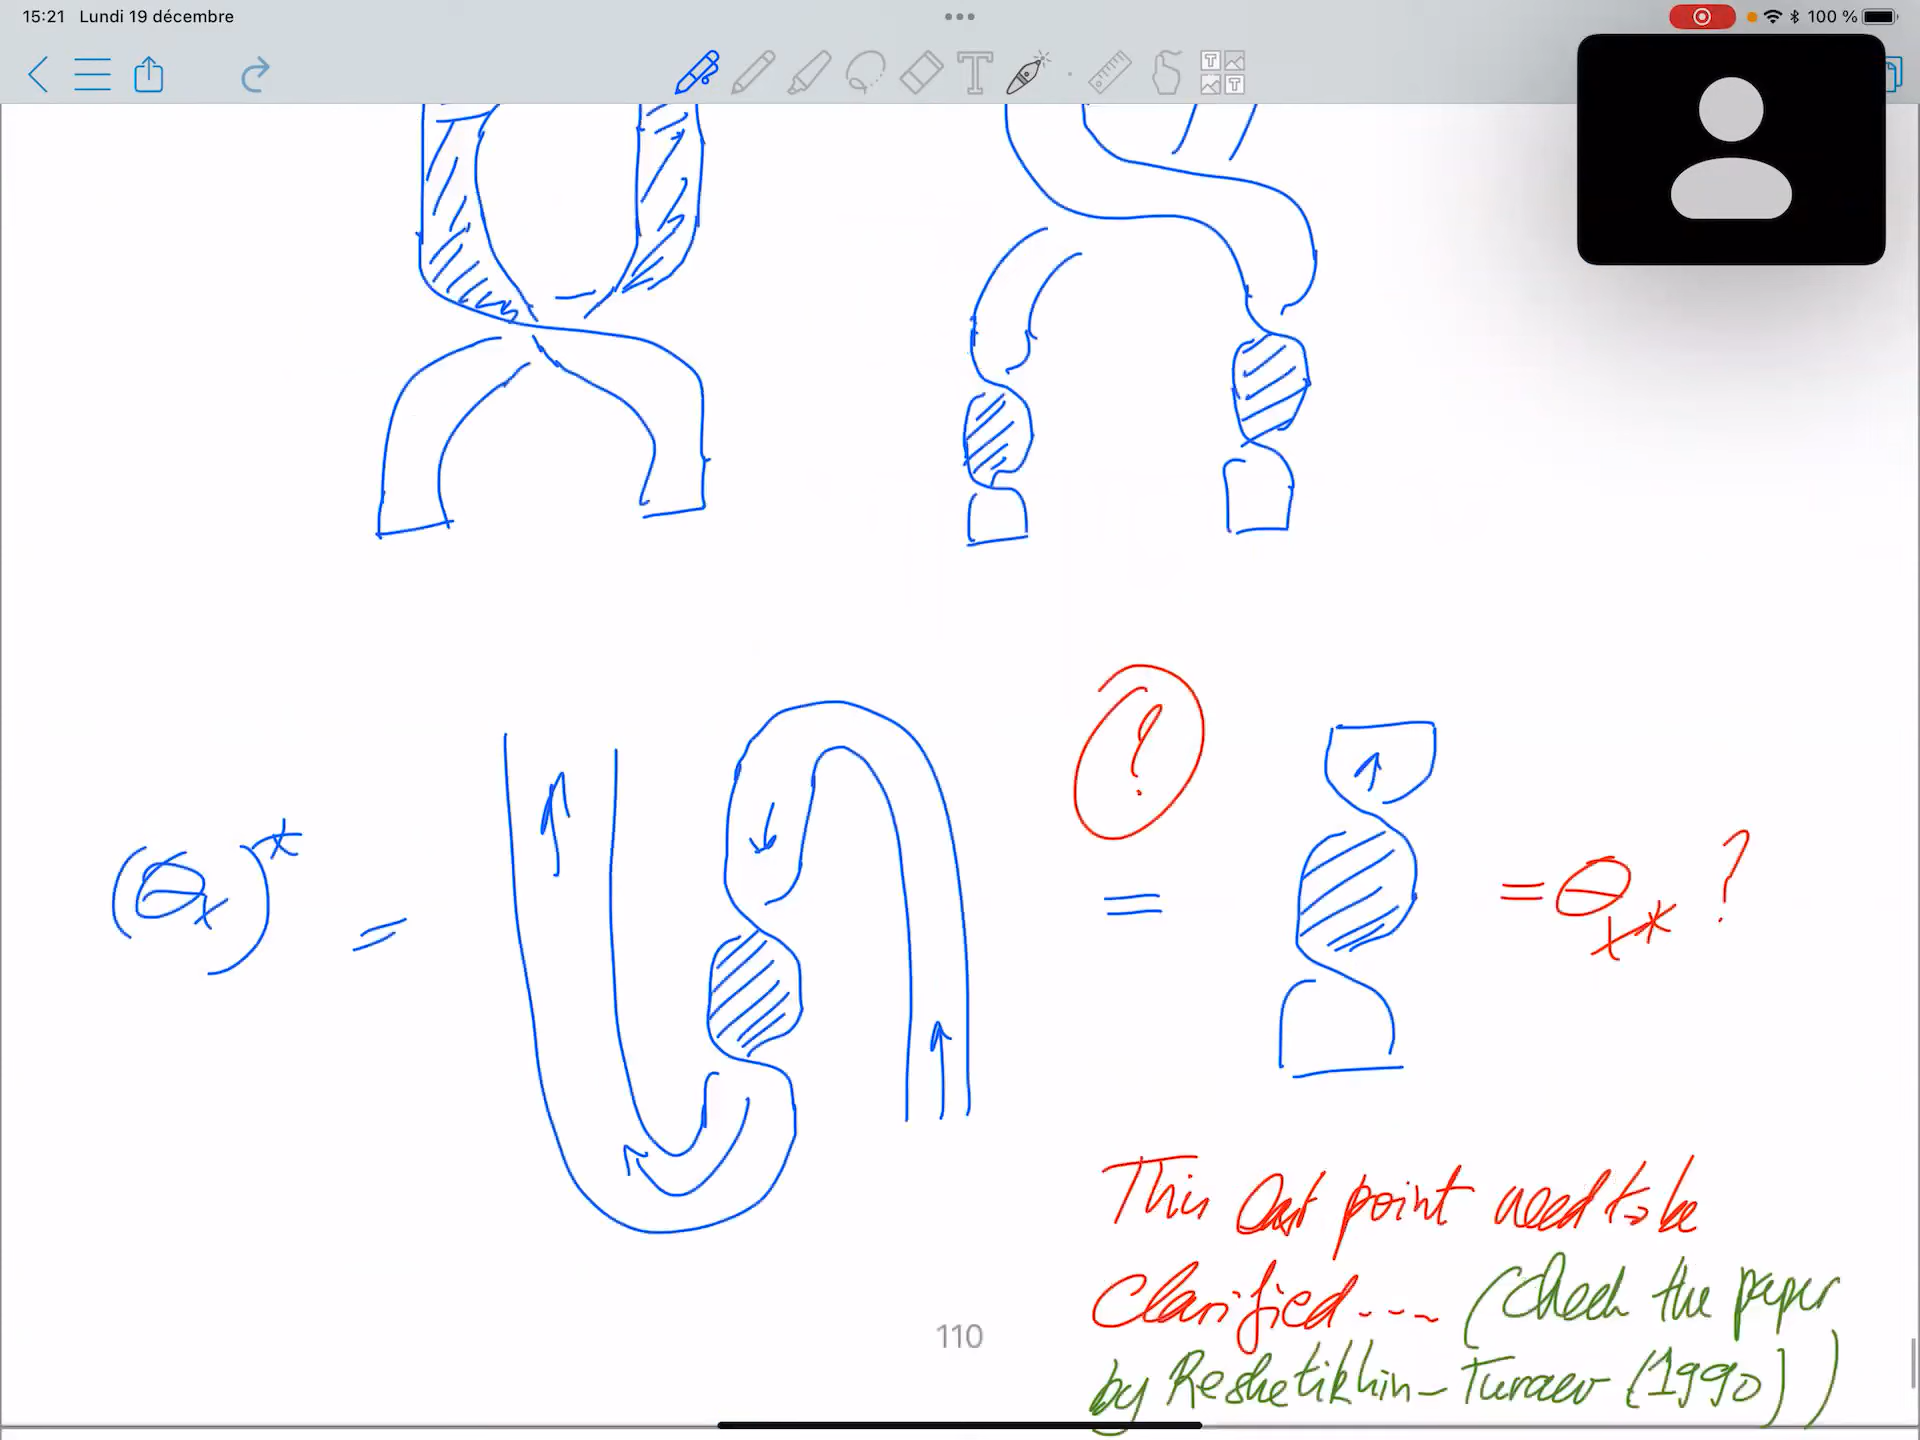 15:21 Lundi 19 décembre
100 %
?
(θₓ)* = = = θₓ* ?
This last point need to be
clarified... (check the paper
110
by Reshetikhin-Turaev (1990))